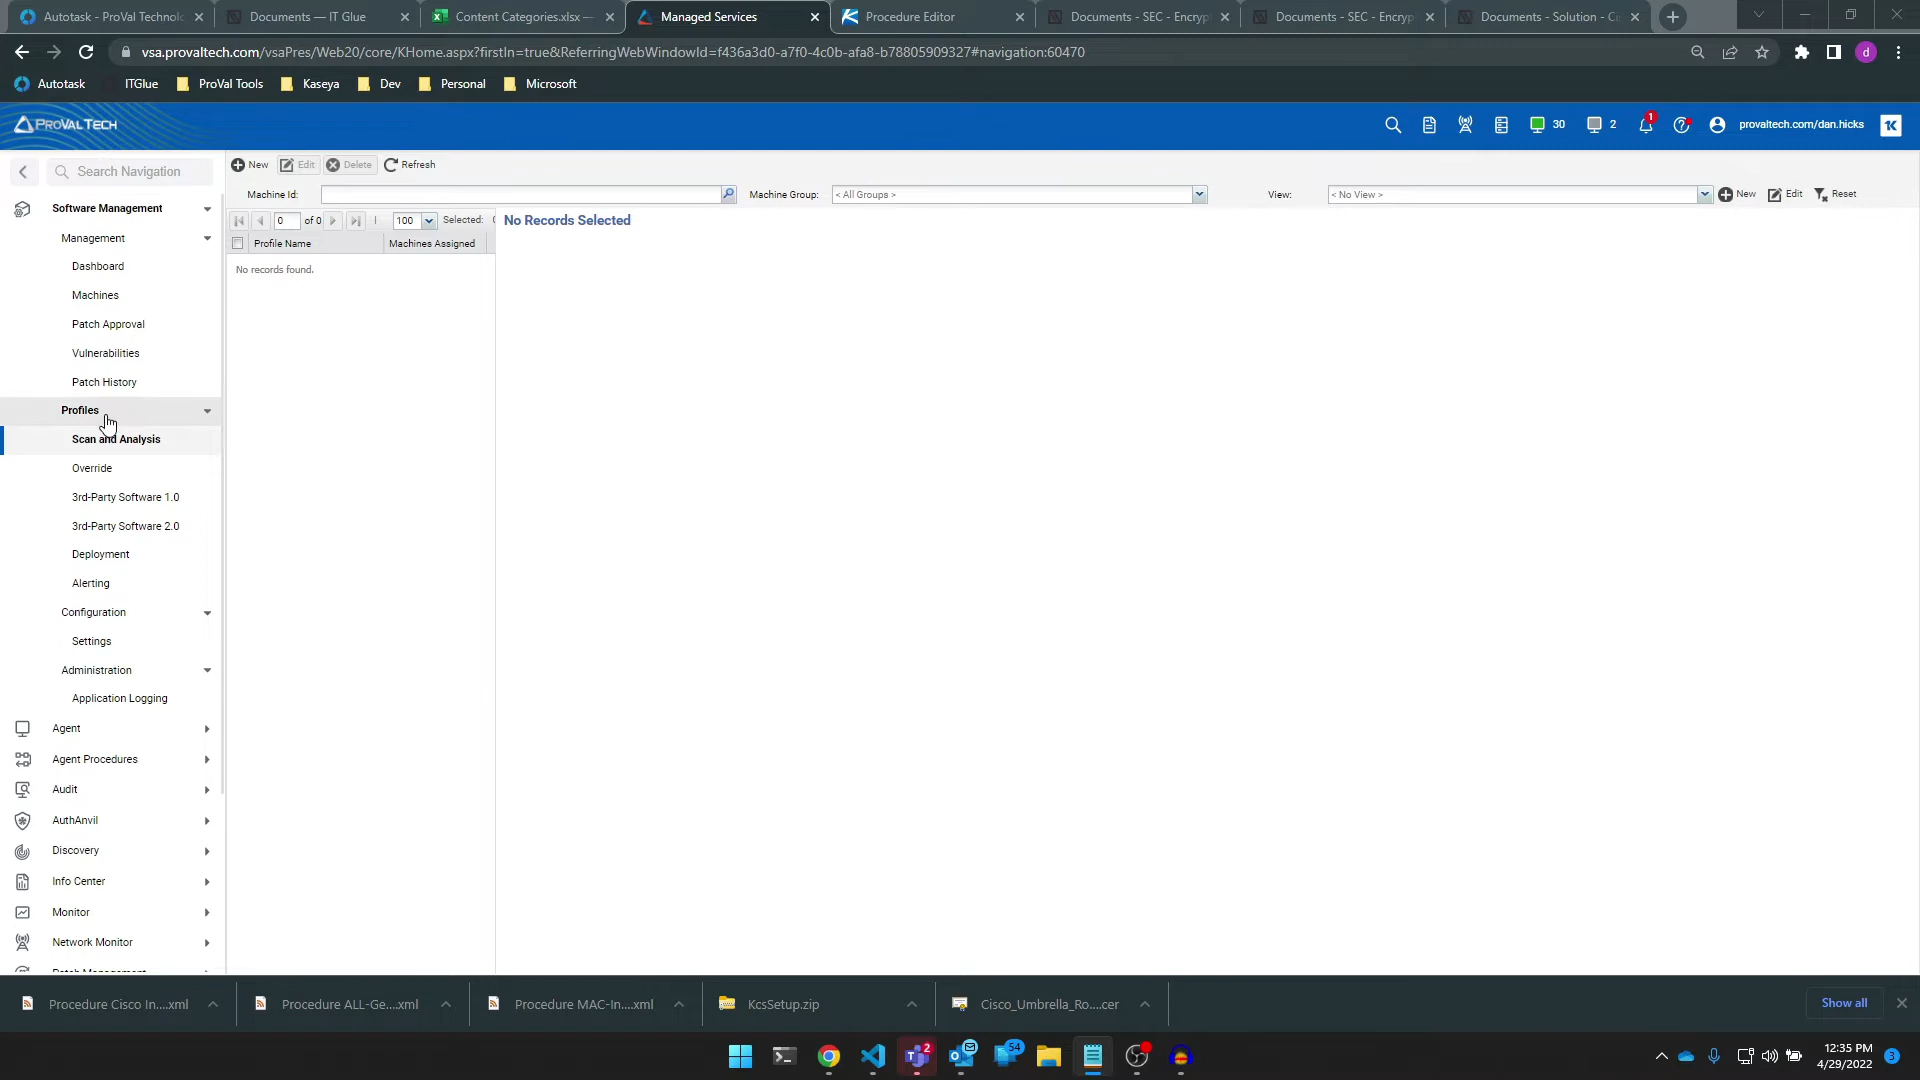 Autotask - ProVal Technolo
Documents — IT Glue
Content Categories.xlsx —
Managed Services
Procedure Editor
Documents - SEC - Encryp
Documents - SEC - Encryp
Documents - Solution - Ci
vsa.provaltech.com/vsaPres/Web20/core/KHome.aspx?firstIn=true&ReferringWebWindowId=f436a3d0-a7f0-4c0b-afa8-b78805909327#navigation:60470
d
Autotask
ITGlue
ProVal Tools
Kaseya
Dev
Personal
Microsoft
PROVAL TECH
30
2
1
provaltech.com/dan.hicks
Search Navigation
New
Edit
Delete
Refresh
Machine Id:
Machine Group:
< All Groups >
View:
< No View >
New
Edit
Reset
0
of 0
100
Selected:
No Records Selected
Profile Name
Machines Assigned
No records found.
Software Management
Management
Dashboard
Machines
Patch Approval
Vulnerabilities
Patch History
Profiles
Scan and Analysis
Override
3rd-Party Software 1.0
3rd-Party Software 2.0
Deployment
Alerting
Configuration
Settings
Administration
Application Logging
Agent
Agent Procedures
Audit
AuthAnvil
Discovery
Info Center
Monitor
Network Monitor
Procedure Cisco In....xml
Procedure ALL-Ge....xml
Procedure MAC-In....xml
KcsSetup.zip
Cisco_Umbrella_Ro....cer
Show all
2
54
12:35 PM
4/29/2022
3